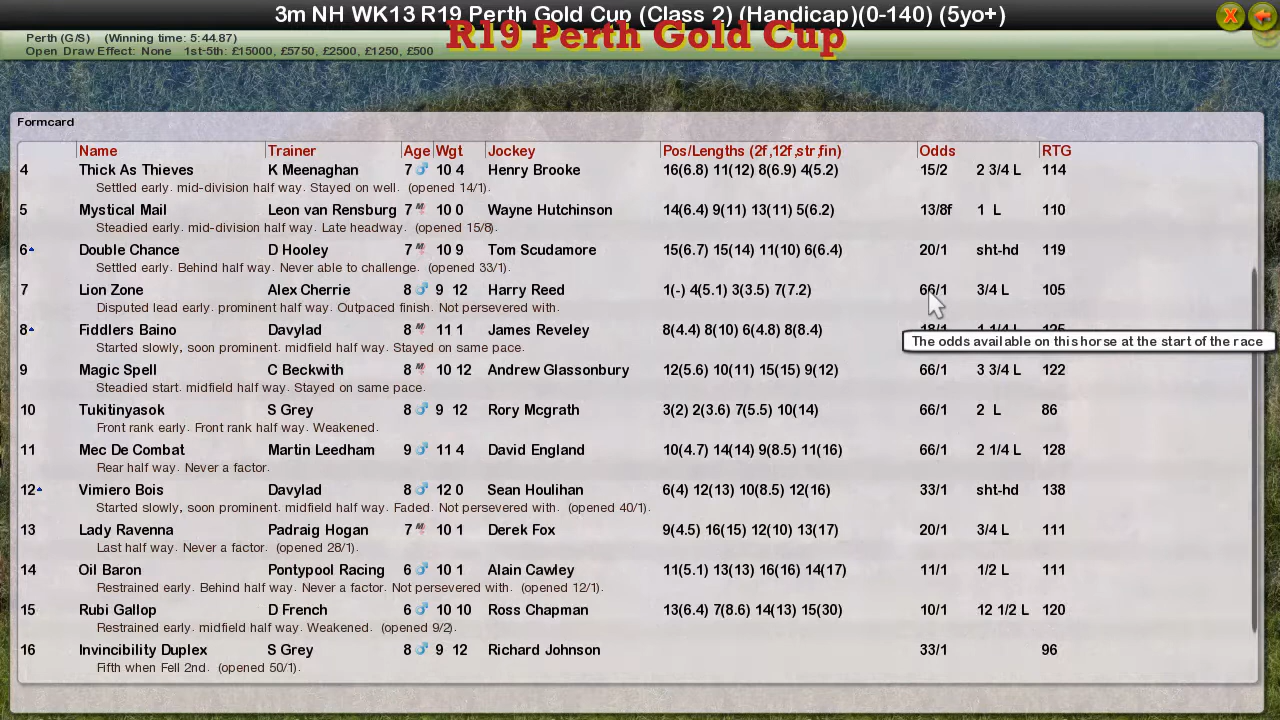 3m NH WK13 R19 Perth Gold Cup (Class 2) (Handicap)(0-140) (5yo+)
R19 Perth Gold Cup
Perth (G/S) (Winning time: 5:44.87)
Open Draw Effect: None 1st-5th: £15000, £5750, £2500, £1250, £500
Formcard
Name Trainer Age Wgt Jockey Pos/Lengths (2f,12f,str,fin) Odds RTG
4 Thick As Thieves K Meenaghan 7 10 4 Henry Brooke 16(6.8) 11(12) 8(6.9) 4(5.2) 15/2 2 3/4 L 114
Settled early. mid-division half way. Stayed on well. (opened 14/1).
5 Mystical Mail Leon van Rensburg 7 10 0 Wayne Hutchinson 14(6.4) 9(11) 13(11) 5(6.2) 13/8f 1 L 110
Steadied early. mid-division half way. Late headway. (opened 15/8).
6 Double Chance D Hooley 7 10 9 Tom Scudamore 15(6.7) 15(14) 11(10) 6(6.4) 20/1 sht-hd 119
Settled early. Behind half way. Never able to challenge. (opened 33/1).
7 Lion Zone Alex Cherrie 8 9 12 Harry Reed 1(-) 4(5.1) 3(3.5) 7(7.2) 66/1 3/4 L 105
Disputed lead early. prominent half way. Outpaced finish. Not persevered with.
8 Fiddlers Baino Davylad 8 11 1 James Reveley 8(4.4) 8(10) 6(4.8) 8(8.4) 18/1 1 1/4 L 125
Started slowly, soon prominent. midfield half way. Stayed on same pace.
The odds available on this horse at the start of the race
9 Magic Spell C Beckwith 8 10 12 Andrew Glassonbury 12(5.6) 10(11) 15(15) 9(12) 66/1 3 3/4 L 122
Steadied start. midfield half way. Stayed on same pace.
10 Tukitinyasok S Grey 8 9 12 Rory Mcgrath 3(2) 2(3.6) 7(5.5) 10(14) 66/1 2 L 86
Front rank early. Front rank half way. Weakened.
11 Mec De Combat Martin Leedham 9 11 4 David England 10(4.7) 14(14) 9(8.5) 11(16) 66/1 2 1/4 L 128
Rear half way. Never a factor.
12 Vimiero Bois Davylad 8 12 0 Sean Houlihan 6(4) 12(13) 10(8.5) 12(16) 33/1 sht-hd 138
Started slowly, soon prominent. midfield half way. Faded. Not persevered with. (opened 40/1).
13 Lady Ravenna Padraig Hogan 7 10 1 Derek Fox 9(4.5) 16(15) 12(10) 13(17) 20/1 3/4 L 111
Last half way. Never a factor. (opened 28/1).
14 Oil Baron Pontypool Racing 6 10 1 Alain Cawley 11(5.1) 13(13) 16(16) 14(17) 11/1 1/2 L 111
Restrained early. Behind half way. Never a factor. Not persevered with. (opened 12/1).
15 Rubi Gallop D French 6 10 10 Ross Chapman 13(6.4) 7(8.6) 14(13) 15(30) 10/1 12 1/2 L 120
Restrained early. midfield half way. Weakened. (opened 9/2).
16 Invincibility Duplex S Grey 8 9 12 Richard Johnson 33/1 96
Fifth when Fell 2nd. (opened 50/1).